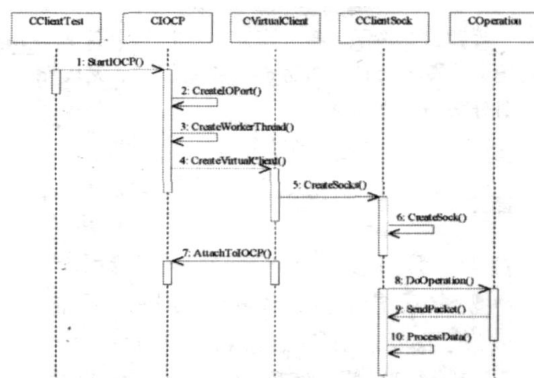 CClientTest CIOCP CVirtualClient CClientSock COperation
1: StartIOCP()
2: CreateIOPort()
3: CreateWorkerThread()
4: CreateVirtualClient()
5: CreateSocks()
6: CreateSock()
7: AttachToIOCP()
8: DoOperation()
9: SendPacket()
10: ProcessData()